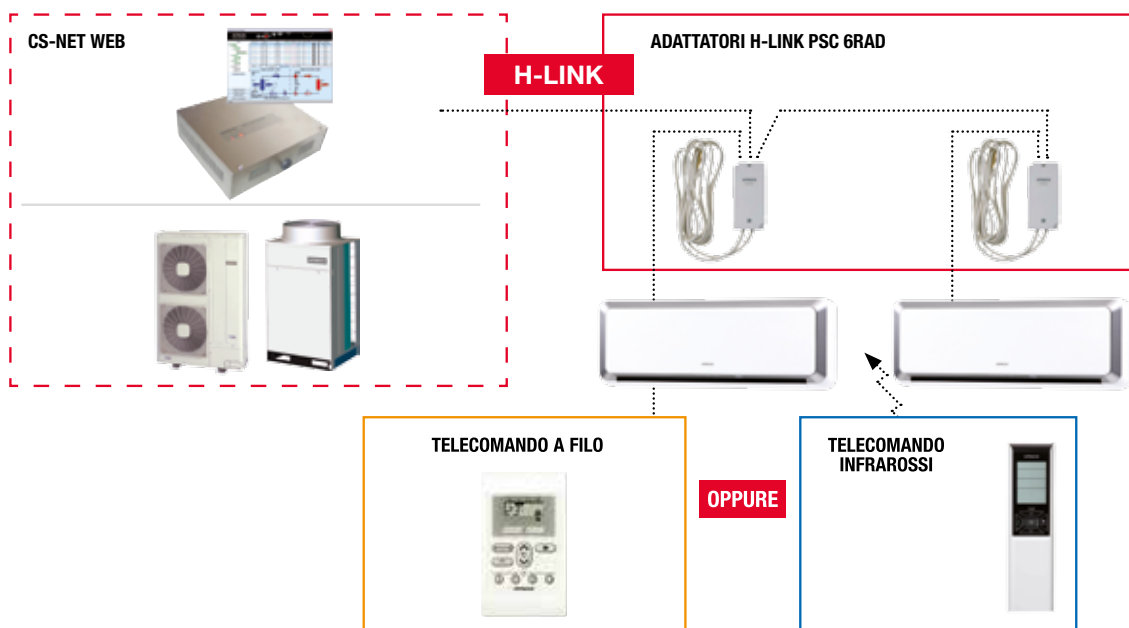 CS-NET WEB
H-LINK
ADATTATORI H-LINK PSC 6RAD
TELECOMANDO A FILO
OPPURE
TELECOMANDO
INFRAROSSI